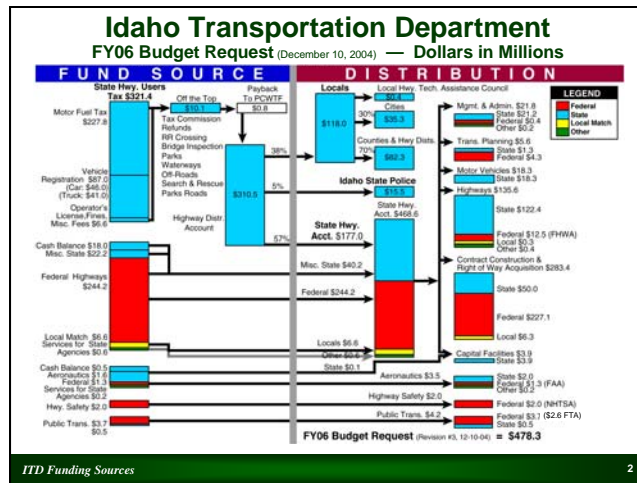 Idaho Transportation Department
FY06 Budget Request (December 10, 2004) — Dollars in Millions
FUND SOURCE
DISTRIBUTION
State Hwy. Users
Tax $321.4
Motor Fuel Tax
$227.8
Vehicle
Registration $87.0
(Car: $46.0)
(Truck: $41.0)
Operator's
License,Fines,
Misc. Fees $6.6
Off the Top
$10.1
Tax Commission
Refunds
RR Crossing
Bridge Inspection
Parks
Waterways
Off-Roads
Search & Rescue
Parks Roads
Payback
To PCWTF
$0.8
$310.5
Highway Distr.
Account
38%
5%
57%
Locals
$118.0
30%
70%
Local Hwy. Tech. Assistance Council
Cities
$35.3
Counties & Hwy Dists.
$82.3
Idaho State Police
$15.5
State Hwy.
Acct. $468.6
State Hwy.
Acct. $177.0
Misc. State $40.2
Federal $244.2
Locals $6.6
Other $0.6
State $0.1
LEGEND
Federal
State
Local Match
Other
Mgmt. & Admin. $21.8
State $21.2
Federal $0.4
Other $0.2
Trans. Planning $5.6
State $1.3
Federal $4.3
Motor Vehicles $18.3
State $18.3
Highways $135.6
State $122.4
Federal $12.5 (FHWA)
Local $0.3
Other $0.4
Contract Construction &
Right of Way Acquisition $283.4
State $50.0
Federal $227.1
Local $6.3
Capital Facilities $3.9
State $3.9
Cash Balance $18.0
Misc. State $22.2
Federal Highways
$244.2
Local Match $6.6
Services for State
Agencies $0.6
Cash Balance $0.5
Aeronautics $1.6
Federal $1.3
Services for State
Agencies $0.2
Hwy. Safety $2.0
Public Trans. $3.7
$0.5
Aeronautics $3.5
State $2.0
Federal $1.3 (FAA)
Other $0.2
Highway Safety $2.0
Federal $2.0 (NHTSA)
Public Trans. $4.2
Federal $3.7 ($2.6 FTA)
State $0.5
FY06 Budget Request (Revision #3, 12-10-04) = $478.3
ITD Funding Sources
2